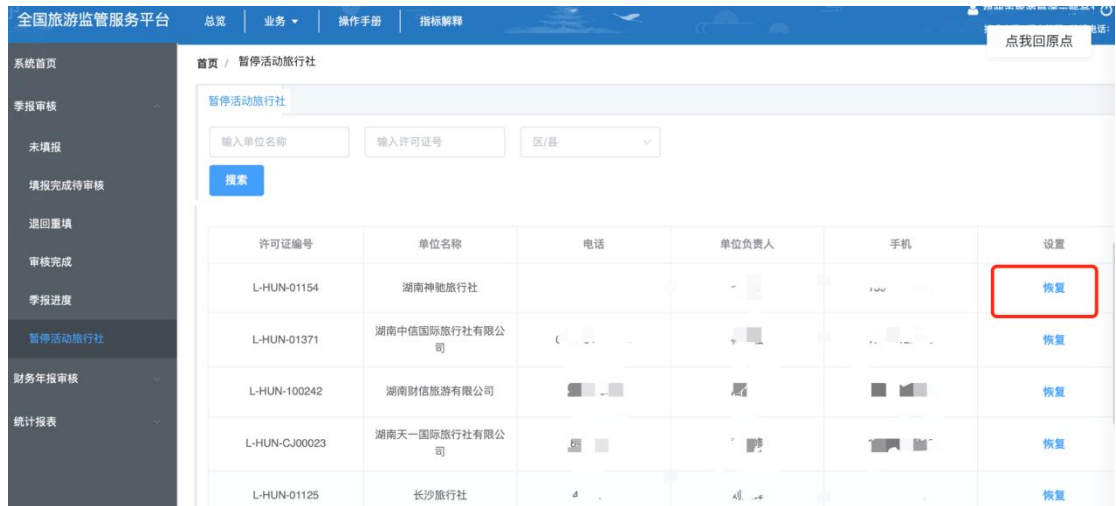 全国旅游监管服务平台
总览 业务 操作手册 指标解释
点我回原点
系统首页
季报审核
未填报
填报完成待审核
退回重填
审核完成
季报进度
暂停活动旅行社
财务年报审核
统计报表
首页 / 暂停活动旅行社
暂停活动旅行社
输入单位名称 输入许可证号 区/县
搜索
许可证编号 单位名称 电话 单位负责人 手机 设置
L-HUN-01154 湖南神驰旅行社 恢复
L-HUN-01371 湖南中信国际旅行社有限公
司 恢复
L-HUN-100242 湖南财信旅游有限公司 恢复
L-HUN-CJ00023 湖南天一国际旅行社有限公
司 恢复
L-HUN-01125 长沙旅行社 恢复